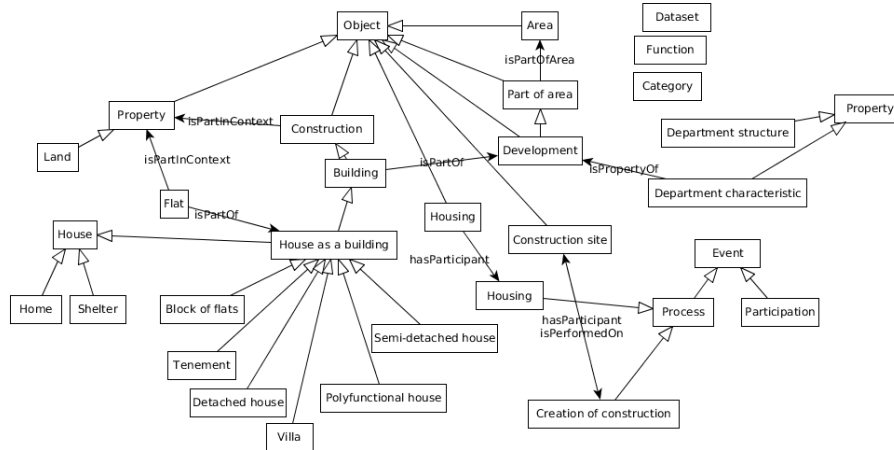 Dataset
Object
Area
Function
isPartOfArea
Category
Part of area
Property
Property
isPartInContext
Construction
Department structure
Land
isPartInContext
Building
isPartOf
Development
isPropertyOf
Department characteristic
Flat
isPartOf
Housing
House
House as a building
Construction site
Event
hasParticipant
Home
Shelter
Block of flats
Housing
Process
Participation
hasParticipant
isPerformedOn
Semi-detached house
Tenement
Detached house
Polyfunctional house
Creation of construction
Villa